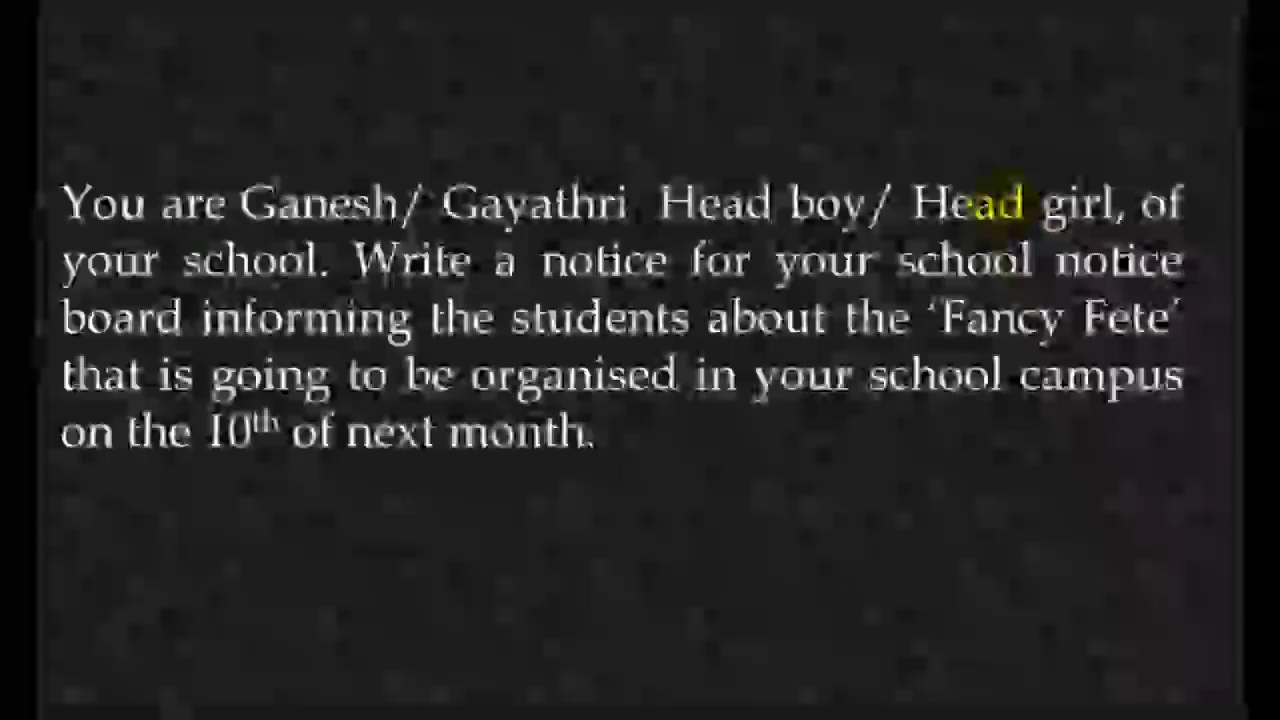 You are Ganesh/ Gayathri Head boy/ Head girl, of
your school. Write a notice for your school notice
board informing the students about the ‘Fancy Fete’
that is going to be organised in your school campus
on the 10th of next month.